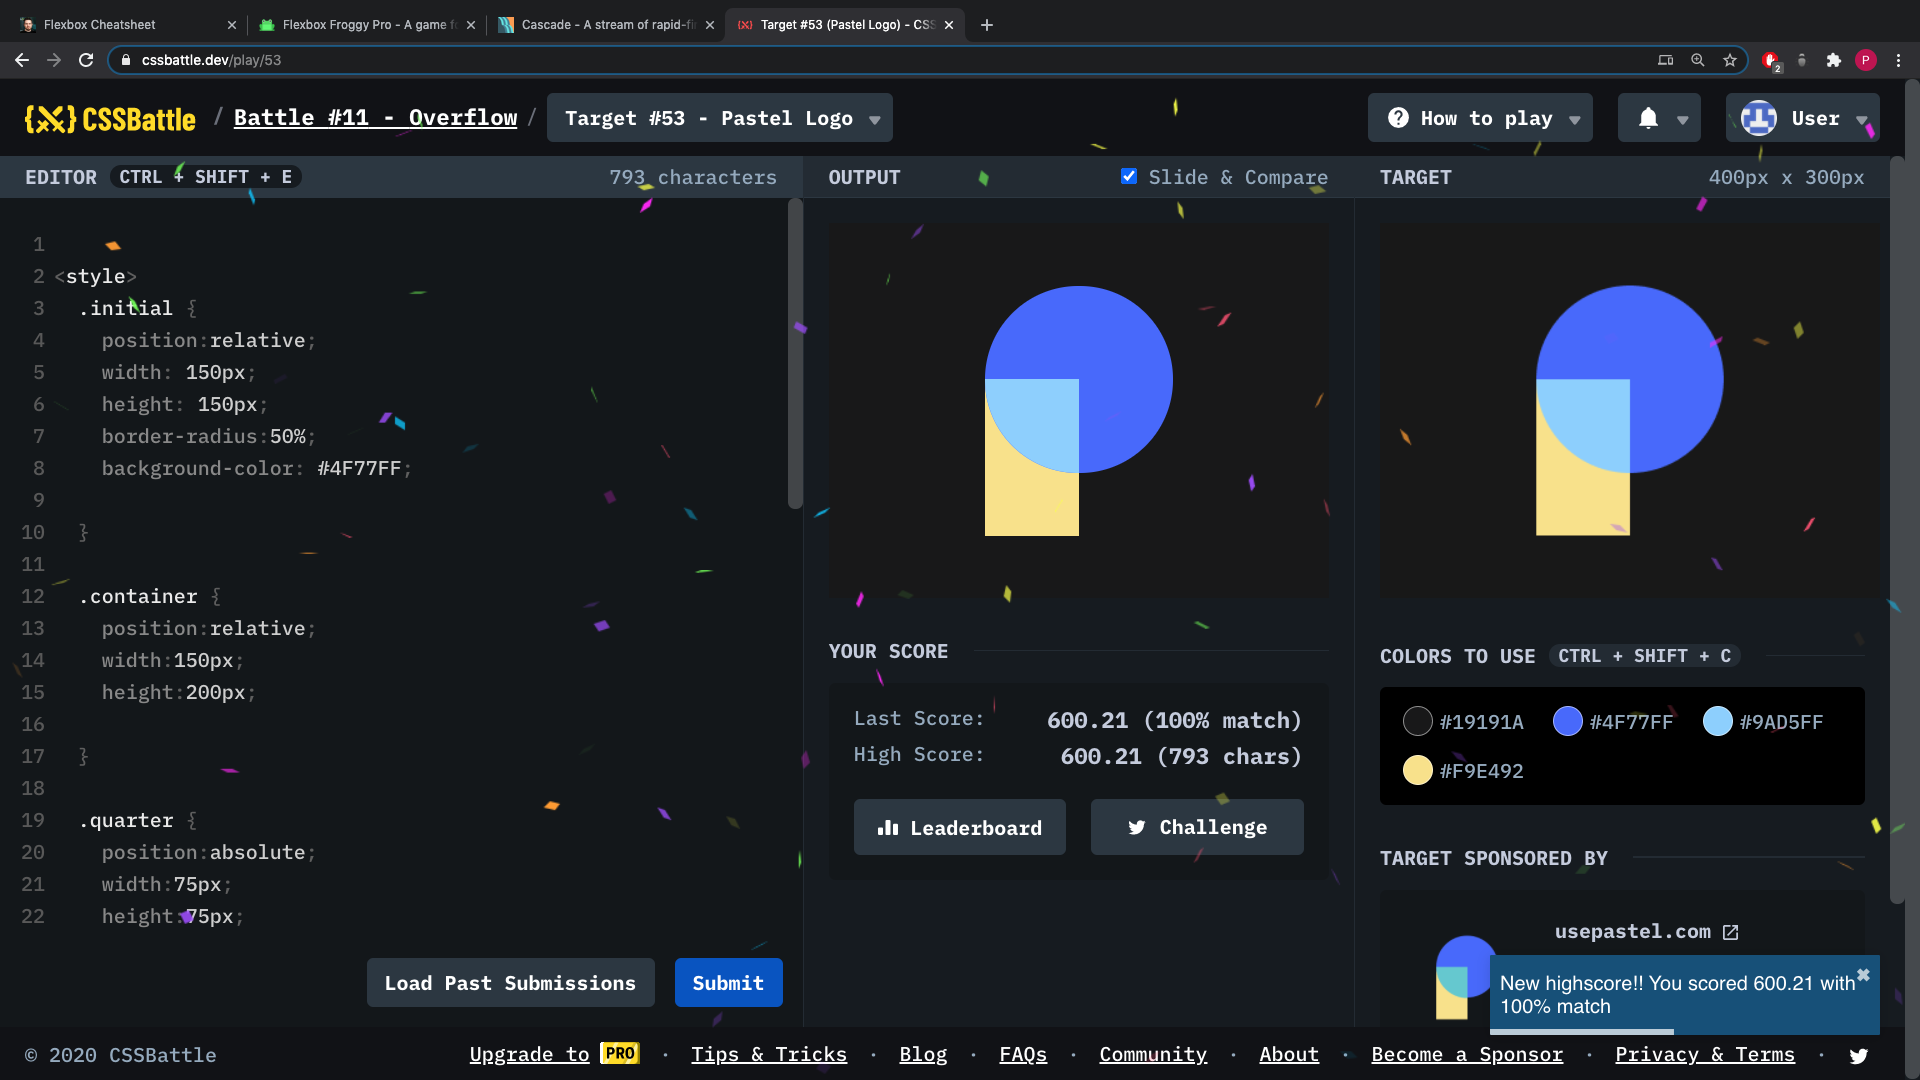 Flexbox Cheatsheet
Flexbox Froggy Pro - A game f
Cascade - A stream of rapid-fi
Target #53 (Pastel Logo) - CSS
cssbattle.dev/play/53
2
P
{X} CSSBattle / Battle #11 - Overflow / Target #53 - Pastel Logo
How to play
User
EDITOR CTRL + SHIFT + E 793 characters
OUTPUT Slide & Compare
TARGET 400px x 300px
1
2 <style>
3 .initial {
4 position:relative;
5 width: 150px;
6 height: 150px;
7 border-radius:50%;
8 background-color: #4F77FF;
9
10 }
11
12 .container {
13 position:relative;
14 width:150px;
15 height:200px;
16
17 }
18
19 .quarter {
20 position:absolute;
21 width:75px;
22 height:75px;
Load Past Submissions
Submit
YOUR SCORE
Last Score: 600.21 (100% match)
High Score: 600.21 (793 chars)
Leaderboard
Challenge
COLORS TO USE CTRL + SHIFT + C
#19191A #4F77FF #9AD5FF
#F9E492
TARGET SPONSORED BY
usepastel.com
New highscore!! You scored 600.21 with
100% match
© 2020 CSSBattle
Upgrade to PRO · Tips & Tricks · Blog · FAQs · Community · About · Become a Sponsor · Privacy & Terms ·